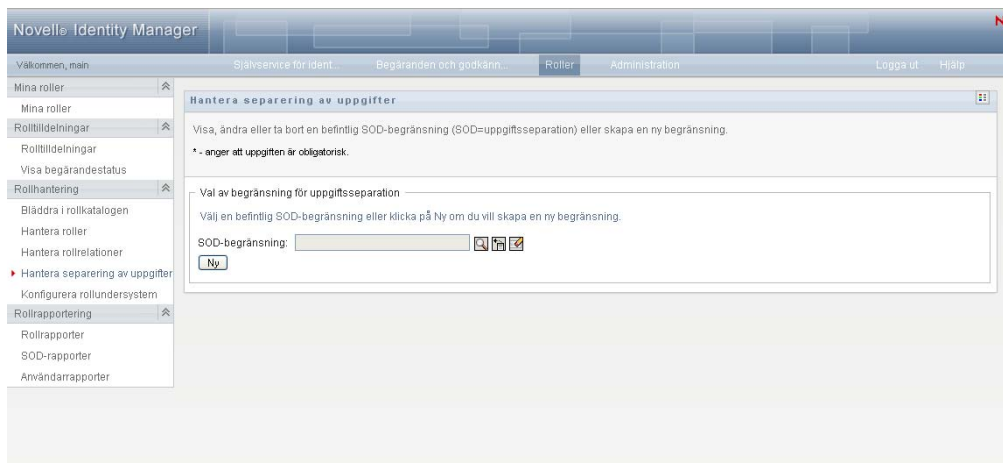 Novell® Identity Manager
N
Välkommen, main
Självservice för ident... Begäranden och godkänn... Roller Administration Logga ut Hjälp
Mina roller
Mina roller
Rolltilldelningar
Rolltilldelningar
Visa begärandestatus
Rollhantering
Bläddra i rollkatalogen
Hantera roller
Hantera rollrelationer
Hantera separering av uppgifter
Konfigurera rollundersystem
Rollrapportering
Rollrapporter
SOD-rapporter
Användarrapporter
Hantera separering av uppgifter
Visa, ändra eller ta bort en befintlig SOD-begränsning (SOD=uppgiftsseparation) eller skapa en ny begränsning.
* - anger att uppgiften är obligatorisk.
Val av begränsning för uppgiftsseparation
Välj en befintlig SOD-begränsning eller klicka på Ny om du vill skapa en ny begränsning.
SOD-begränsning:
Ny